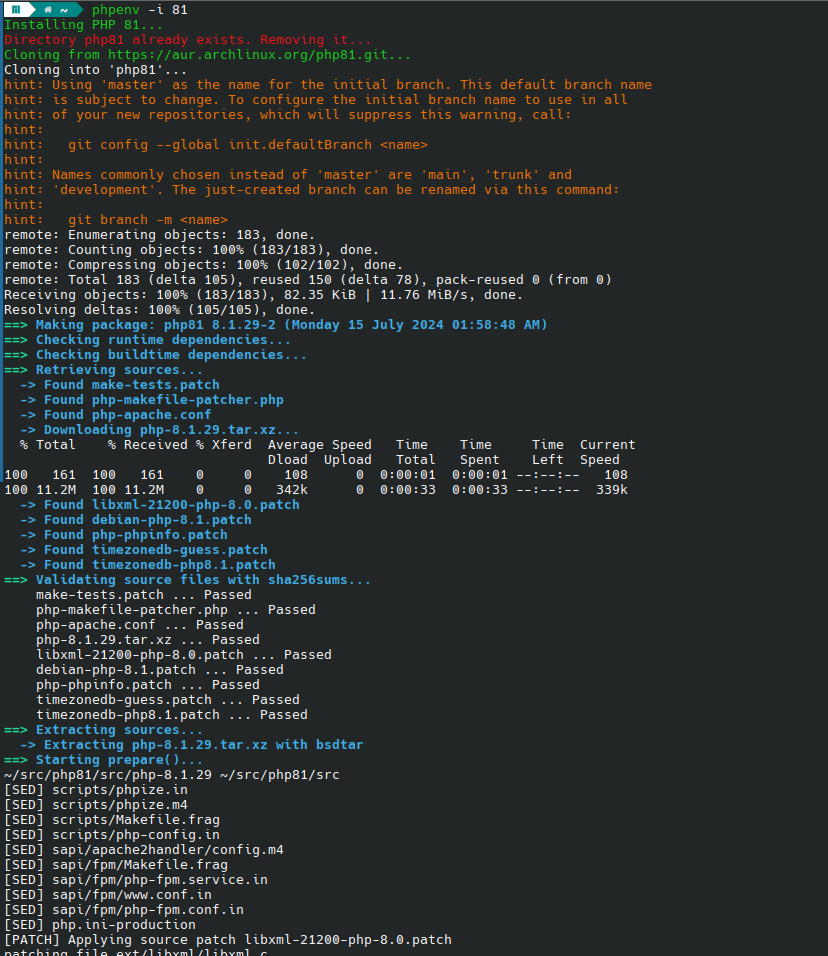 ~ phpenv -i 81
Installing PHP 81...
Directory php81 already exists. Removing it...
Cloning from https://aur.archlinux.org/php81.git...
Cloning into 'php81'...
hint: Using 'master' as the name for the initial branch. This default branch name
hint: is subject to change. To configure the initial branch name to use in all
hint: of your new repositories, which will suppress this warning, call:
hint:
hint:   git config --global init.defaultBranch <name>
hint:
hint: Names commonly chosen instead of 'master' are 'main', 'trunk' and
hint: 'development'. The just-created branch can be renamed via this command:
hint:
hint:   git branch -m <name>
remote: Enumerating objects: 183, done.
remote: Counting objects: 100% (183/183), done.
remote: Compressing objects: 100% (102/102), done.
remote: Total 183 (delta 105), reused 150 (delta 78), pack-reused 0 (from 0)
Receiving objects: 100% (183/183), 82.35 KiB | 11.76 MiB/s, done.
Resolving deltas: 100% (105/105), done.
==> Making package: php81 8.1.29-2 (Monday 15 July 2024 01:58:48 AM)
==> Checking runtime dependencies...
==> Checking buildtime dependencies...
==> Retrieving sources...
  -> Found make-tests.patch
  -> Found php-makefile-patcher.php
  -> Found php-apache.conf
  -> Downloading php-8.1.29.tar.xz...
  % Total    % Received % Xferd  Average Speed   Time    Time     Time  Current
                                 Dload  Upload   Total   Spent    Left  Speed
100   161  100   161    0     0    108      0  0:00:01  0:00:01 --:--:--   108
100 11.2M  100 11.2M    0     0   342k      0  0:00:33  0:00:33 --:--:--  339k
  -> Found libxml-21200-php-8.0.patch
  -> Found debian-php-8.1.patch
  -> Found php-phpinfo.patch
  -> Found timezonedb-guess.patch
  -> Found timezonedb-php8.1.patch
==> Validating source files with sha256sums...
    make-tests.patch ... Passed
    php-makefile-patcher.php ... Passed
    php-apache.conf ... Passed
    php-8.1.29.tar.xz ... Passed
    libxml-21200-php-8.0.patch ... Passed
    debian-php-8.1.patch ... Passed
    php-phpinfo.patch ... Passed
    timezonedb-guess.patch ... Passed
    timezonedb-php8.1.patch ... Passed
==> Extracting sources...
  -> Extracting php-8.1.29.tar.xz with bsdtar
==> Starting prepare()...
~/src/php81/src/php-8.1.29 ~/src/php81/src
[SED] scripts/phpize.in
[SED] scripts/phpize.m4
[SED] scripts/Makefile.frag
[SED] scripts/php-config.in
[SED] sapi/apache2handler/config.m4
[SED] sapi/fpm/Makefile.frag
[SED] sapi/fpm/php-fpm.service.in
[SED] sapi/fpm/www.conf.in
[SED] sapi/fpm/php-fpm.conf.in
[SED] php.ini-production
[PATCH] Applying source patch libxml-21200-php-8.0.patch
patching file ext/libxml/libxml.c